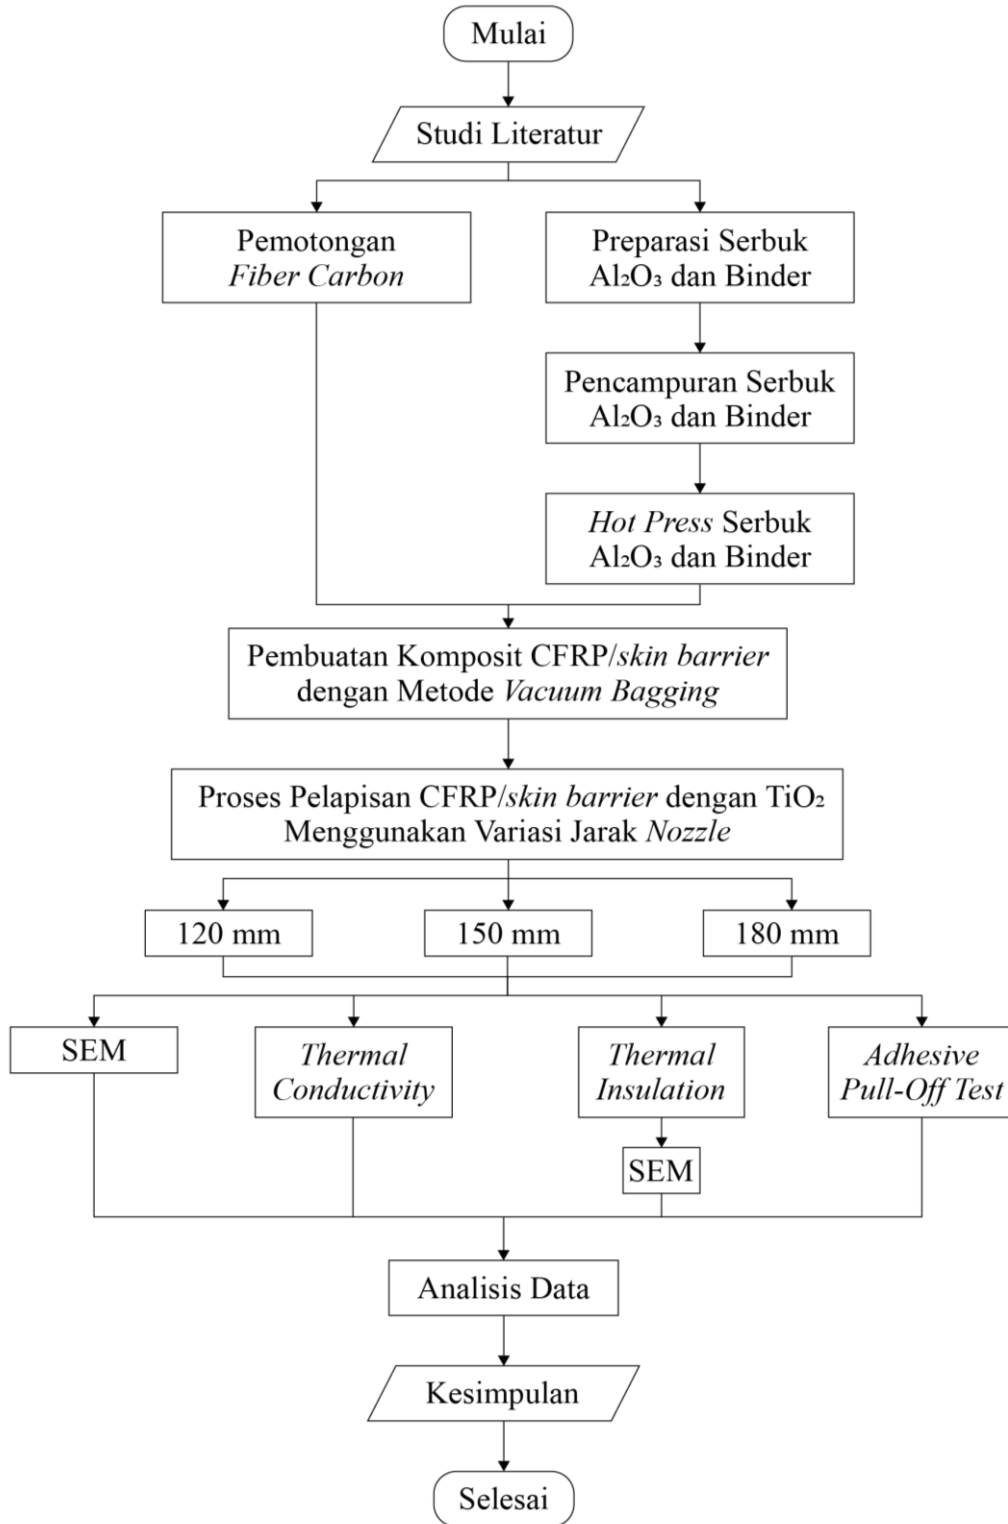 Mulai
Studi Literatur
Pemotongan
Fiber Carbon
Preparasi Serbuk
Al₂O₃ dan Binder
Pencampuran Serbuk
Al₂O₃ dan Binder
Hot Press Serbuk
Al₂O₃ dan Binder
Pembuatan Komposit CFRP/skin barrier
dengan Metode Vacuum Bagging
Proses Pelapisan CFRP/skin barrier dengan TiO₂
Menggunakan Variasi Jarak Nozzle
120 mm
150 mm
180 mm
SEM
Thermal
Conductivity
Thermal
Insulation
Adhesive
Pull-Off Test
SEM
Analisis Data
Kesimpulan
Selesai